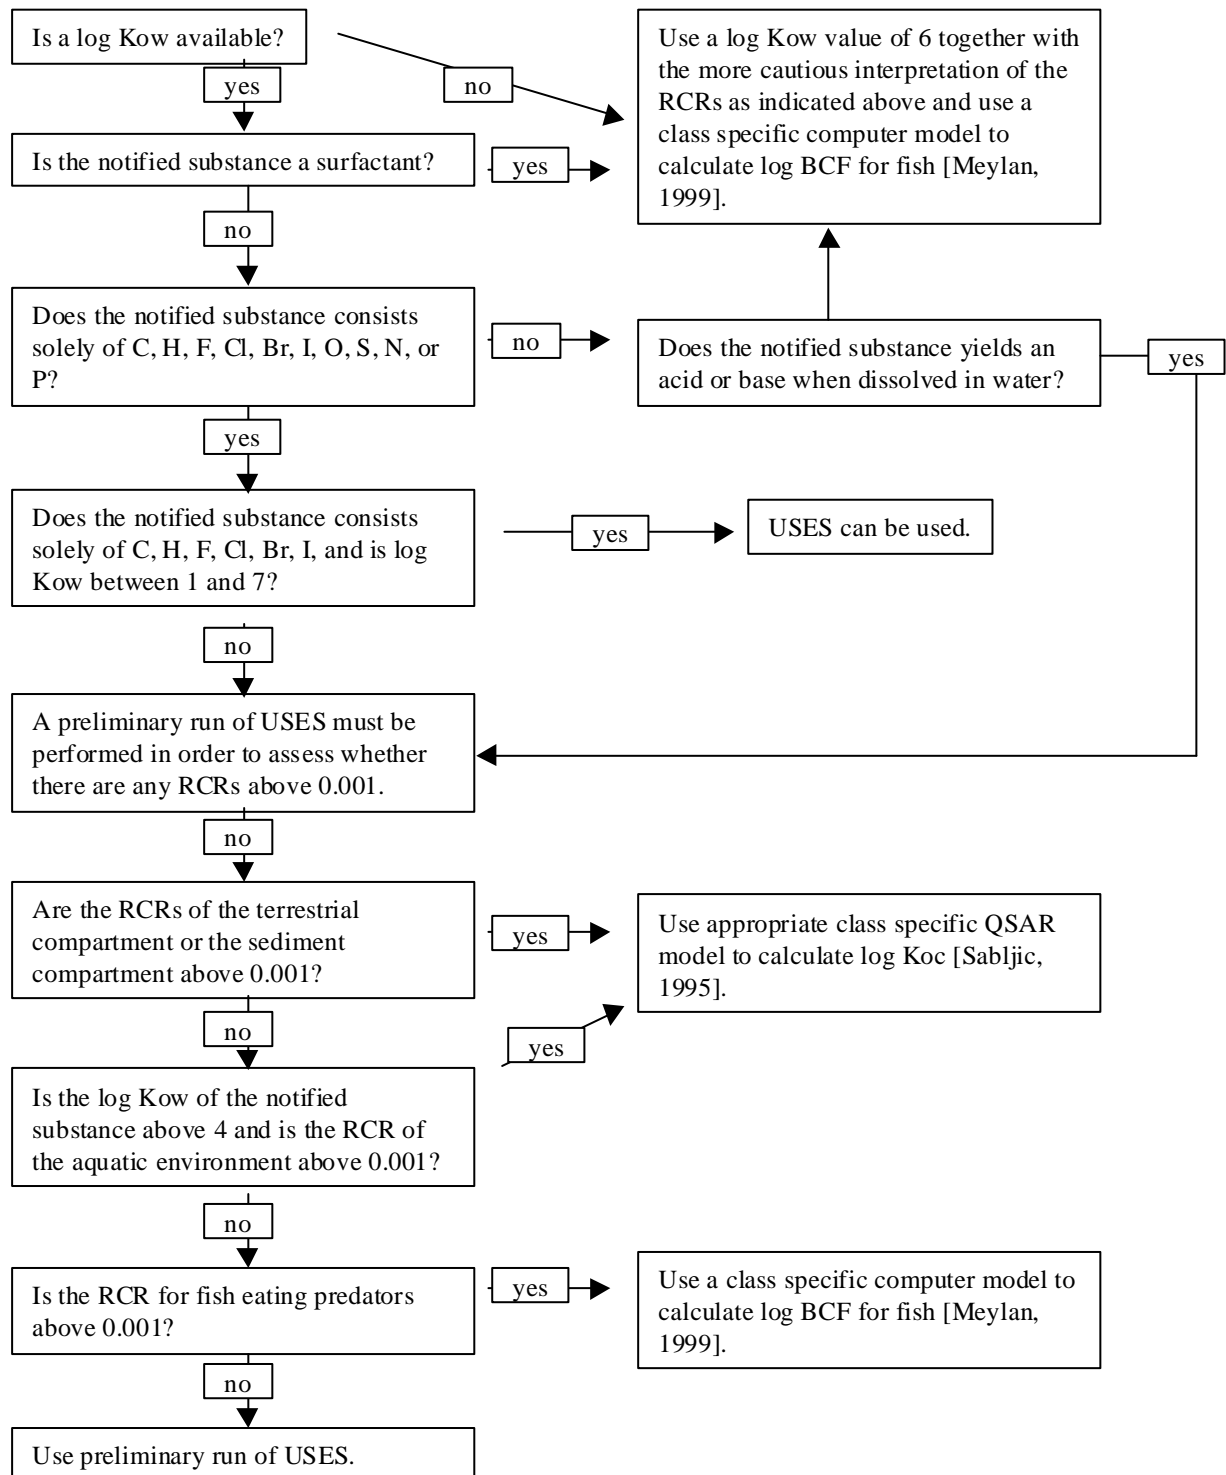 Is a log Kow available?
yes
no
Use a log Kow value of 6 together with
the more cautious interpretation of the
RCRs as indicated above and use a
class specific computer model to
calculate log BCF for fish [Meylan,
1999].
Is the notified substance a surfactant?
yes
no
Does the notified substance consists
solely of C, H, F, Cl, Br, I, O, S, N, or
P?
no
Does the notified substance yields an
acid or base when dissolved in water?
yes
yes
Does the notified substance consists
solely of C, H, F, Cl, Br, I, and is log
Kow between 1 and 7?
yes
USES can be used.
no
A preliminary run of USES must be
performed in order to assess whether
there are any RCRs above 0.001.
no
Are the RCRs of the terrestrial
compartment or the sediment
compartment above 0.001?
yes
Use appropriate class specific QSAR
model to calculate log Koc [Sabljic,
1995].
no
yes
Is the log Kow of the notified
substance above 4 and is the RCR of
the aquatic environment above 0.001?
no
Is the RCR for fish eating predators
above 0.001?
yes
Use a class specific computer model to
calculate log BCF for fish [Meylan,
1999].
no
Use preliminary run of USES.